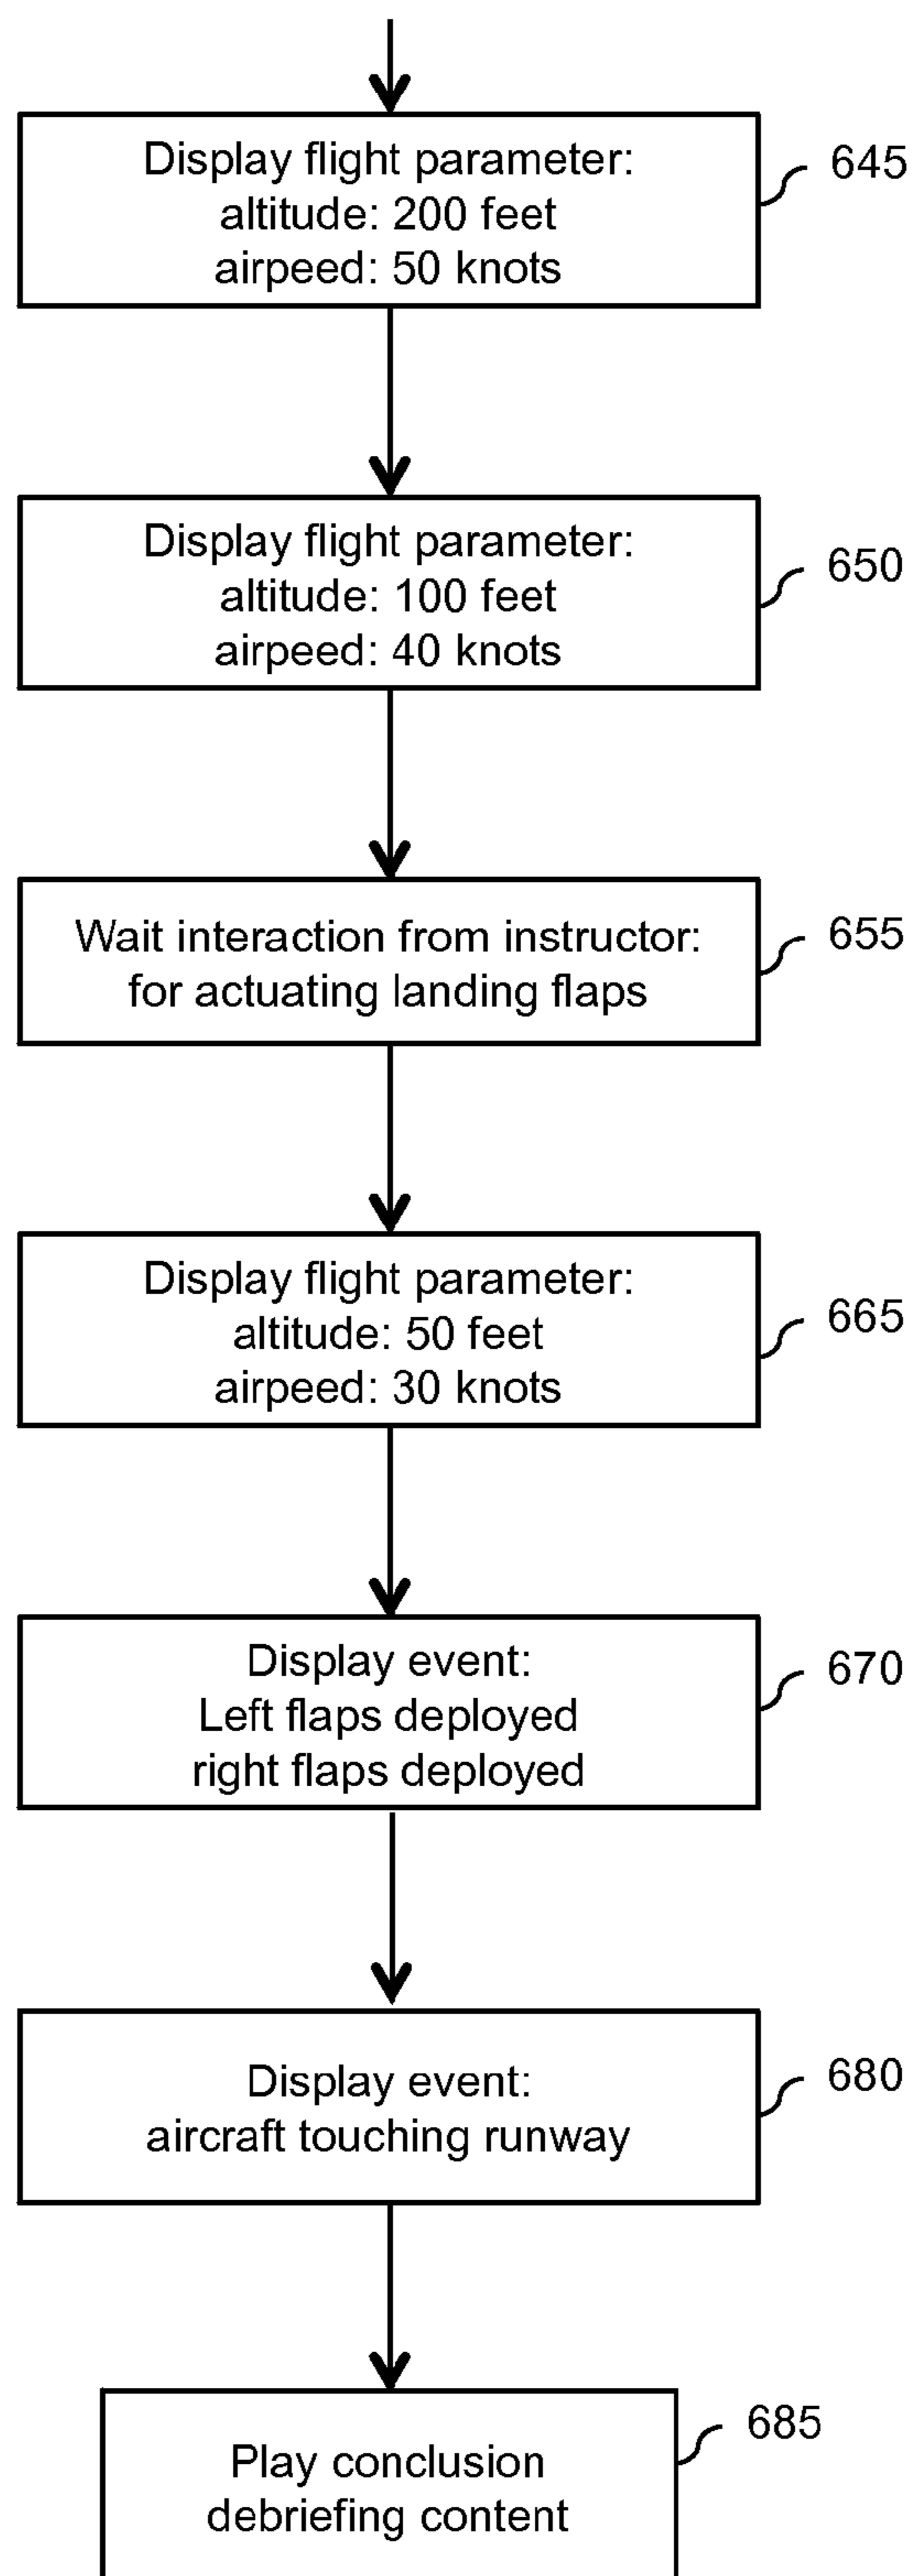 Display flight parameter:
altitude: 200 feet
airpeed: 50 knots
645
Display flight parameter:
altitude: 100 feet
airpeed: 40 knots
650
Wait interaction from instructor:
for actuating landing flaps
655
Display flight parameter:
altitude: 50 feet
airpeed: 30 knots
665
Display event:
Left flaps deployed
right flaps deployed
670
Display event:
aircraft touching runway
680
Play conclusion
debriefing content
685